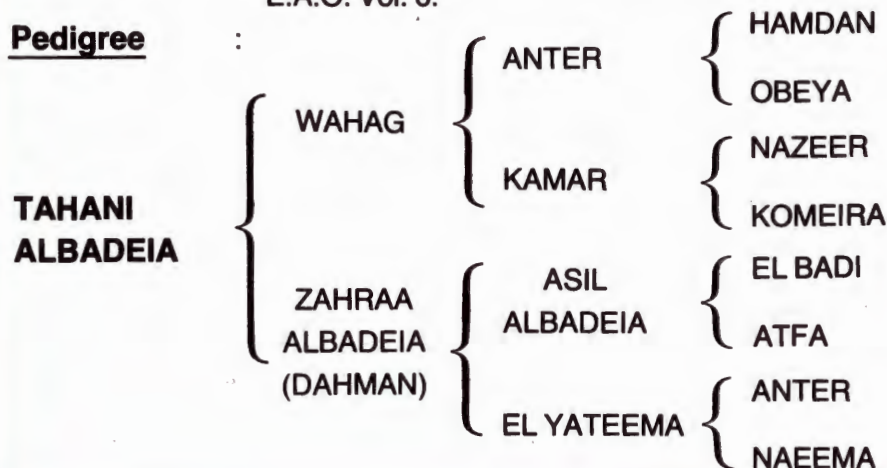 E.A.O. Vol. 5.
Pedigree :
HAMDAN
ANTER
OBEYA
WAHAG
NAZEER
KAMAR
KOMEIRA
TAHANI
ALBADEIA
EL BADI
ASIL
ALBADEIA
ATFA
ZAHRAA
ALBADEIA
(DAHMAN)
ANTER
EL YATEEMA
NAEEMA